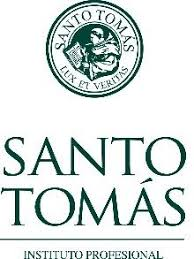 SANTO TOMÁS
LUX ET VERITAS
SANTO
TOMÁS
INSTITUTO PROFESIONAL